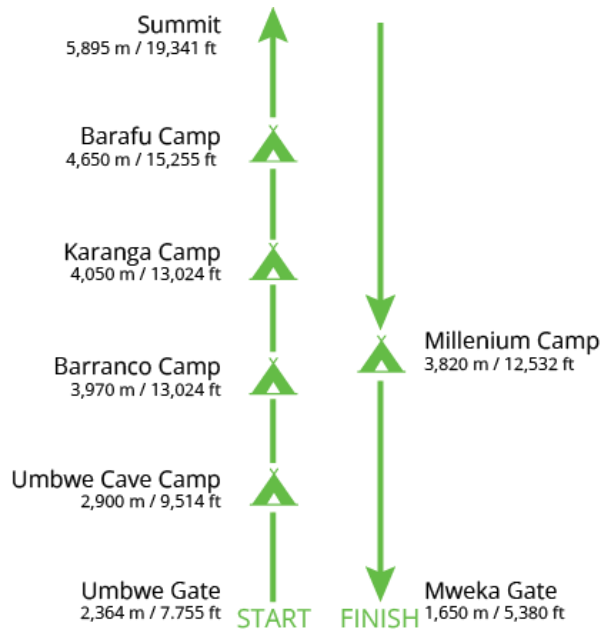 Summit
5,895 m / 19,341 ft
Barafu Camp
4,650 m / 15,255 ft
Karanga Camp
4,050 m / 13,024 ft
Barranco Camp
3,970 m / 13,024 ft
Umbwe Cave Camp
2,900 m / 9,514 ft
Umbwe Gate
2,364 m / 7.755 ft
START
Millenium Camp
3,820 m / 12,532 ft
Mweka Gate
1,650 m / 5,380 ft
FINISH